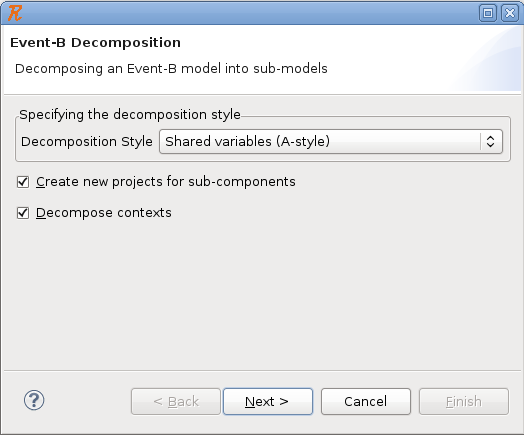 Event-B Decomposition
Decomposing an Event-B model into sub-models
Specifying the decomposition style
Decomposition Style Shared variables (A-style)
Create new projects for sub-components
Decompose contexts
? < Back Next > Cancel Finish